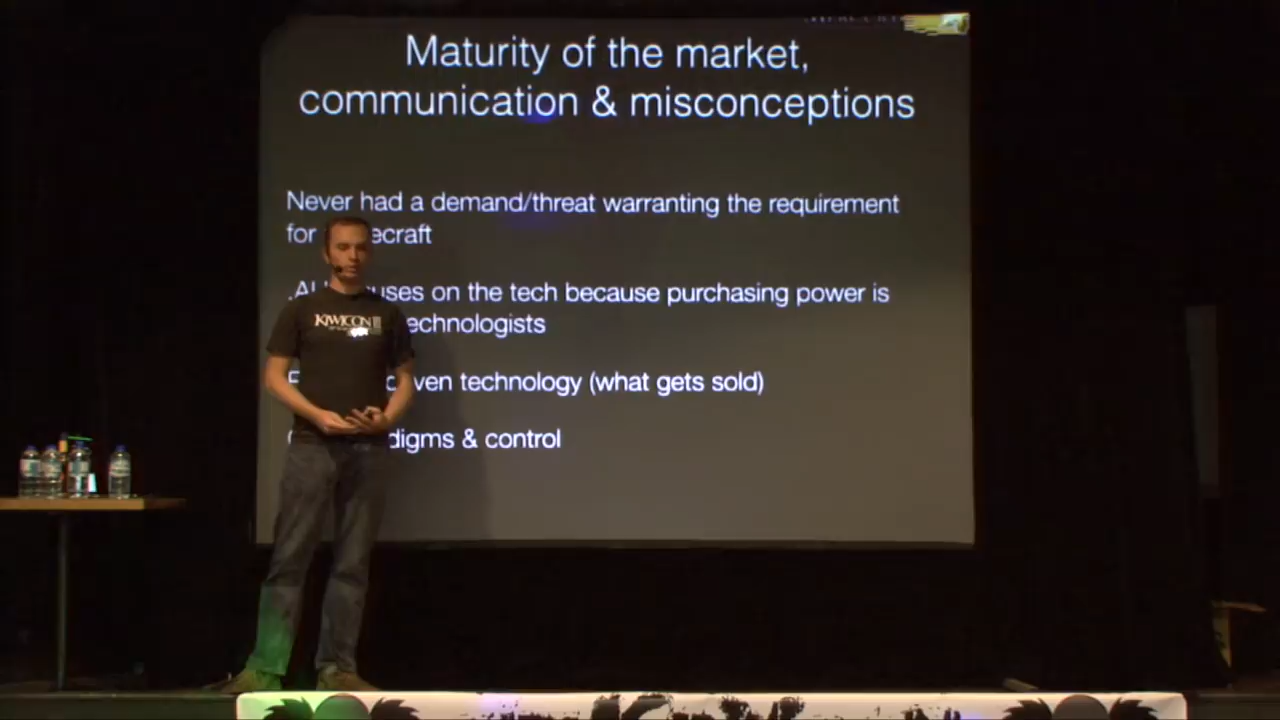 Maturity of the market,
communication & misconceptions
Never had a demand/threat warranting the requirement
for ecraft
uses on the tech because purchasing power is
echnologists
ven technology (what gets sold)
digms & control
KIWICON